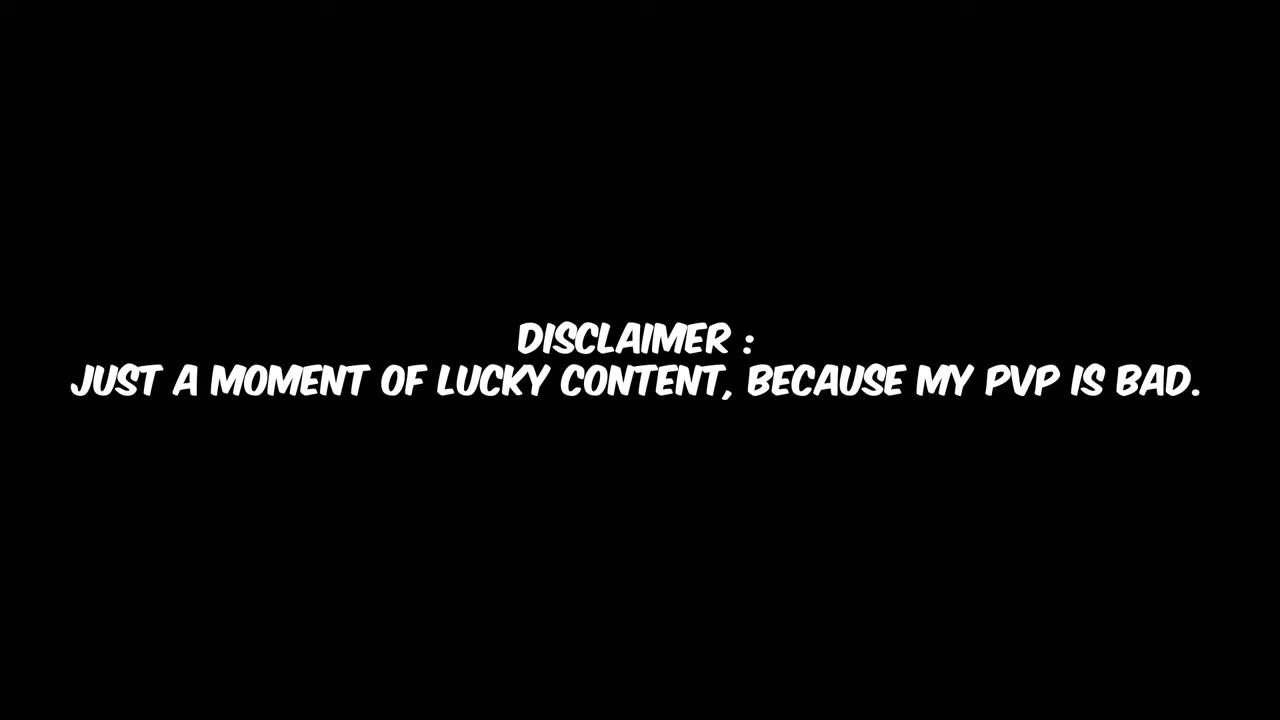 DISCLAIMER :
JUST A MOMENT OF LUCKY CONTENT, BECAUSE MY PVP IS BAD.